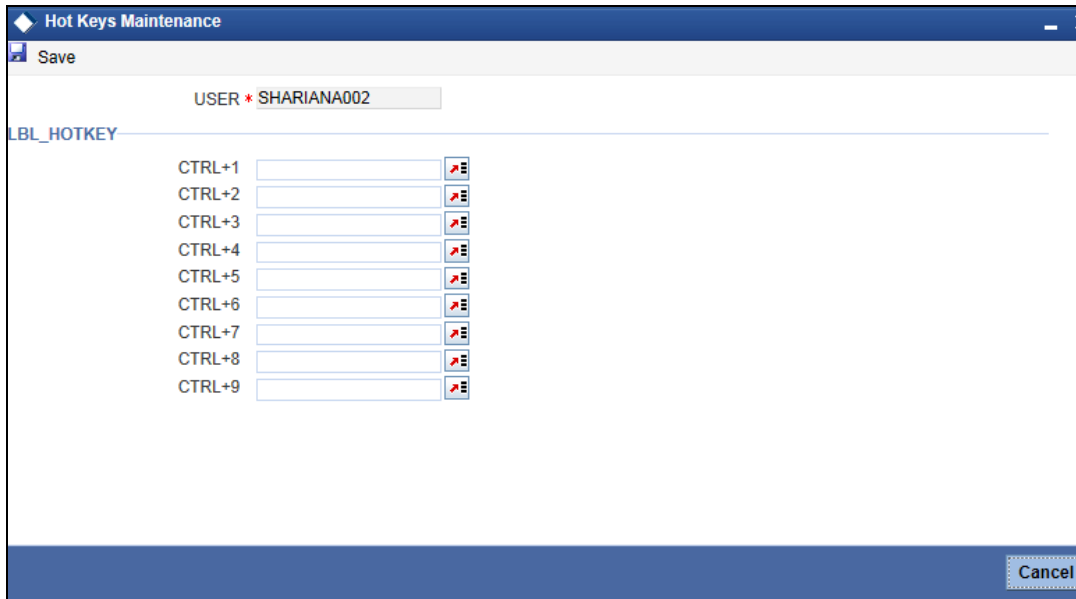 Hot Keys Maintenance
Save
USER * SHARIANA002
LBL_HOTKEY
CTRL+1
CTRL+2
CTRL+3
CTRL+4
CTRL+5
CTRL+6
CTRL+7
CTRL+8
CTRL+9
Cancel